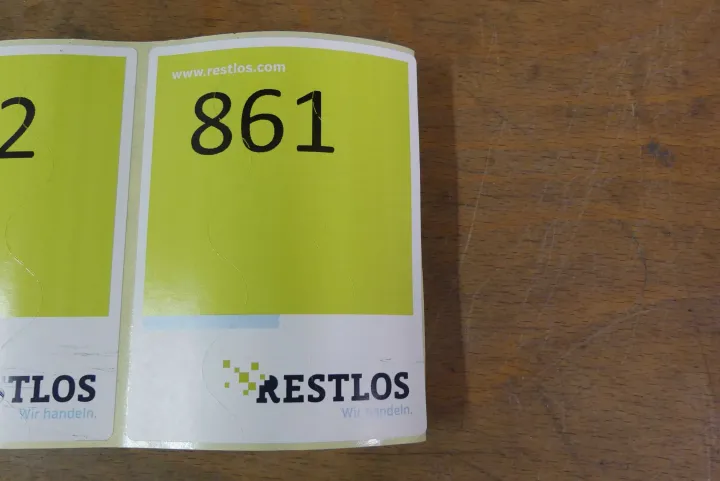 2
STLOS
Wir handeln.
www.restlos.com
861
RESTLOS
Wir handeln.